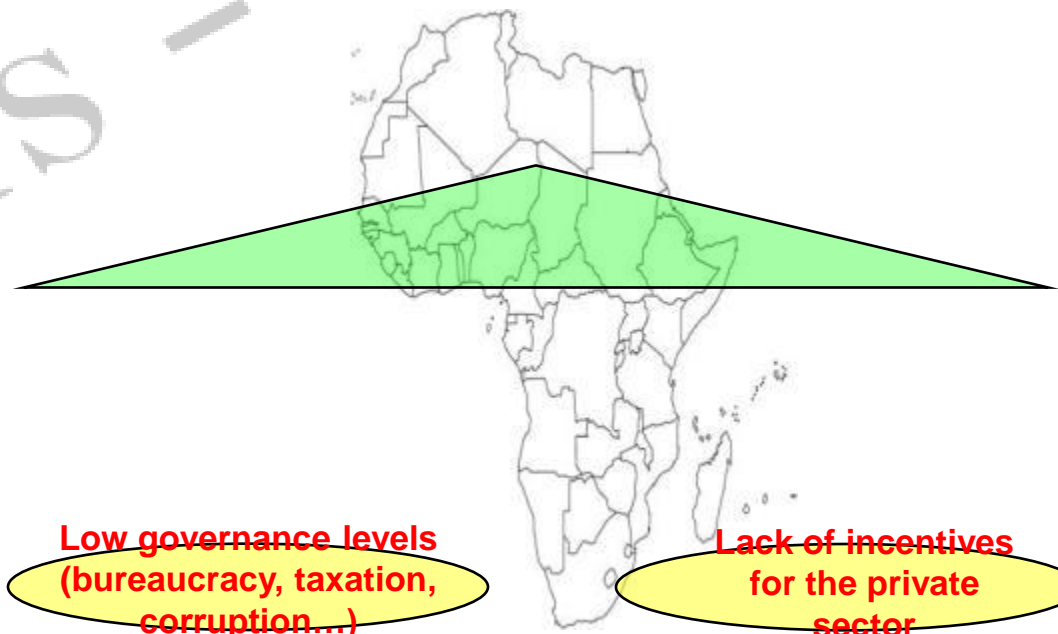 Low governance levels
(bureaucracy, taxation,
corruption…)
Lack of incentives
for the private
sector